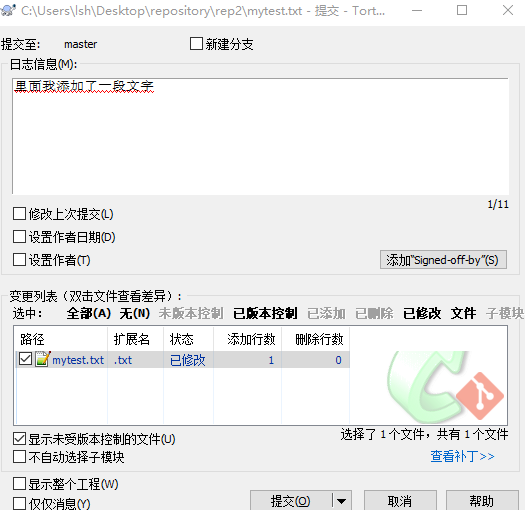 C:\Users\lsh\Desktop\repository\rep2\mytest.txt - 提交 - Tort...
提交至: master 新建分支
日志信息(M):
里面我添加了一段文字
1/11
修改上次提交(L)
设置作者日期(D)
设置作者(T) 添加"Signed-off-by"(S)
变更列表（双击文件查看差异）:
选中: 全部(A) 无(N) 未版本控制 已版本控制 已添加 已删除 已修改 文件 子模块
路径 扩展名 状态 添加行数 删除行数
mytest.txt .txt 已修改 1 0
显示未受版本控制的文件(U) 选择了 1 个文件，共有 1 个文件
不自动选择子模块 查看补丁>>
显示整个工程(W)
仅仅消息(Y) 提交(O) 取消 帮助